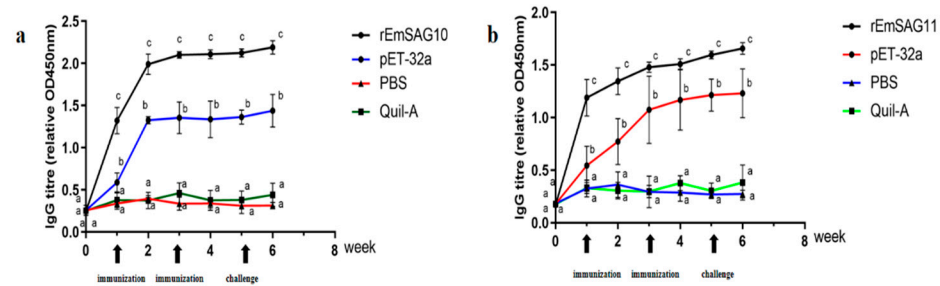 a
IgG titre (relative OD450nm)
2.5
2.0
1.5
1.0
0.5
0.0
0 2 4 6 8
week
immunization immunization challenge
a a a a a a a a a a a a a a
b b b b b b
c c c c c c
rEmSAG10
pET-32a
PBS
Quil-A
b
IgG titre (relative OD450nm)
2.0
1.5
1.0
0.5
0.0
0 2 4 6 8
week
immunization immunization challenge
a a a a a a a a a a a a a a
b b b b b b
c c c c c c
rEmSAG11
pET-32a
PBS
Quil-A